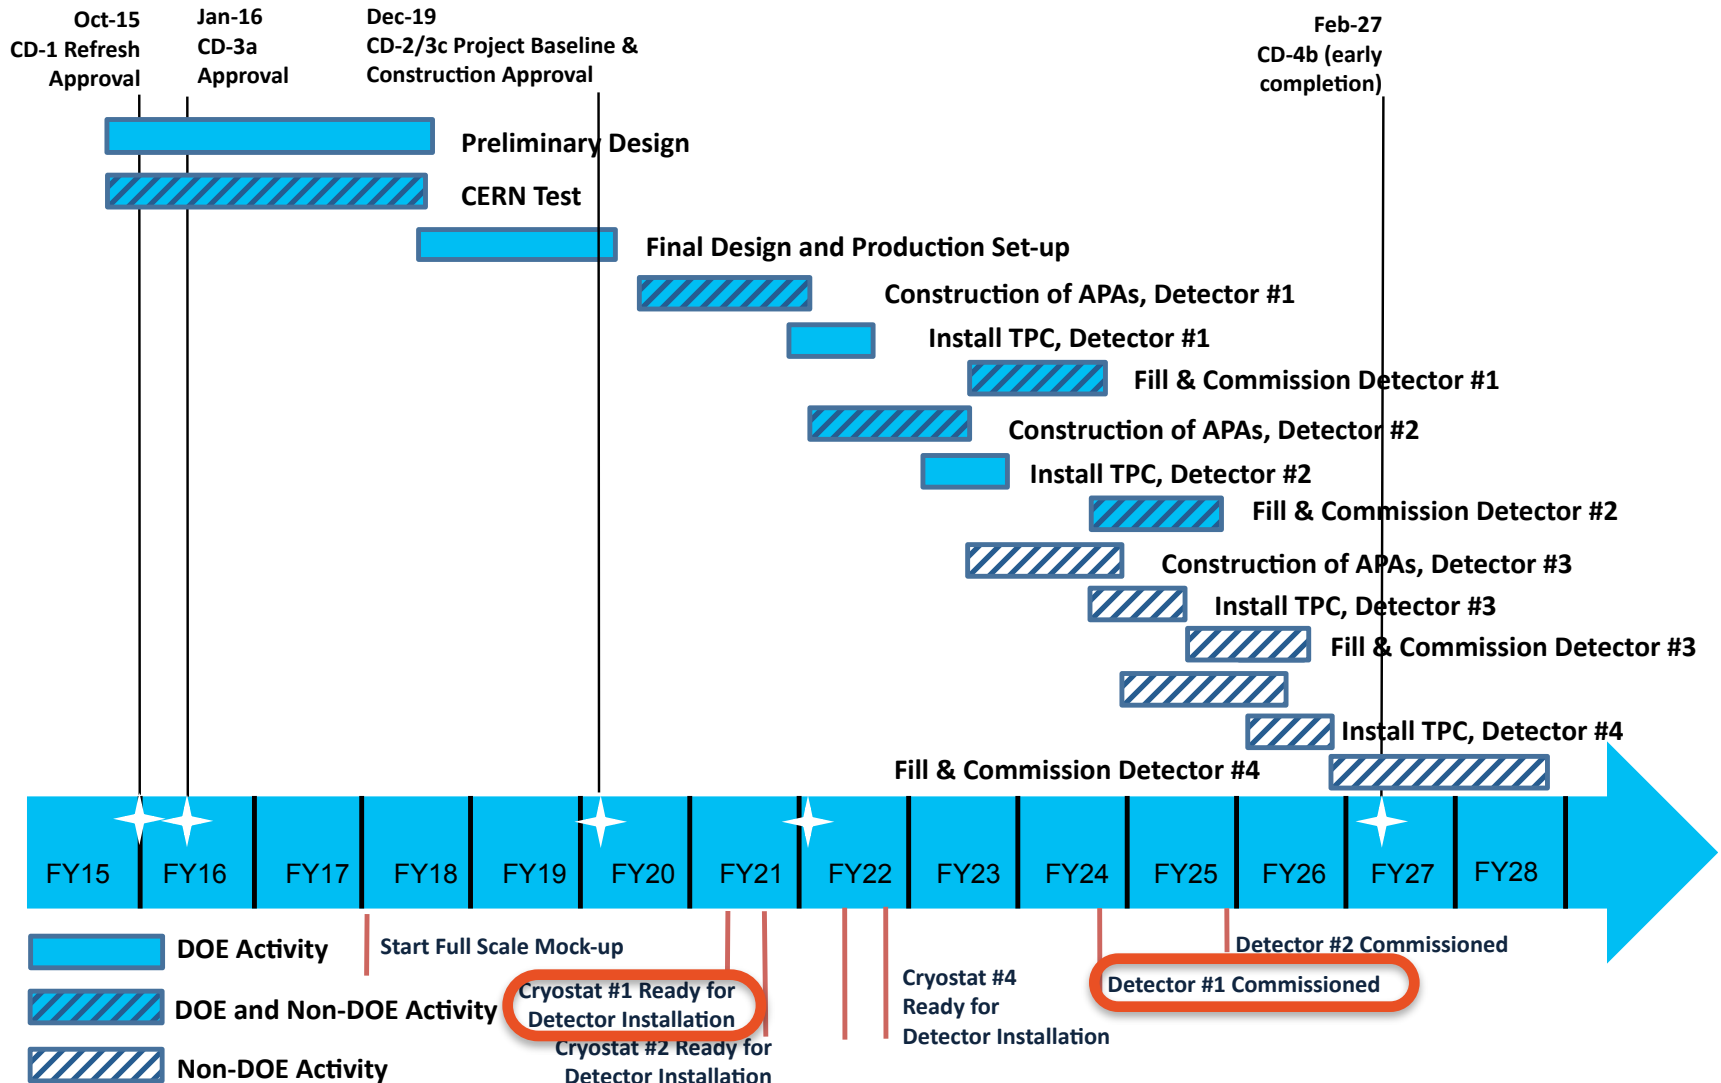 Oct-15
CD-1 Refresh
Approval
Jan-16
CD-3a
Approval
Dec-19
CD-2/3c Project Baseline &
Construction Approval
Feb-27
CD-4b (early
completion)
Preliminary Design
CERN Test
Final Design and Production Set-up
Construction of APAs, Detector #1
Install TPC, Detector #1
Fill & Commission Detector #1
Construction of APAs, Detector #2
Install TPC, Detector #2
Fill & Commission Detector #2
Construction of APAs, Detector #3
Install TPC, Detector #3
Fill & Commission Detector #3
Install TPC, Detector #4
Fill & Commission Detector #4
FY15 FY16 FY17 FY18 FY19 FY20 FY21 FY22 FY23 FY24 FY25 FY26 FY27 FY28
DOE Activity
DOE and Non-DOE Activity
Non-DOE Activity
Start Full Scale Mock-up
Cryostat #1 Ready for
Detector Installation
Cryostat #2 Ready for
Detector Installation
Cryostat #4
Ready for
Detector Installation
Detector #2 Commissioned
Detector #1 Commissioned